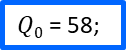 Q₀ = 58;